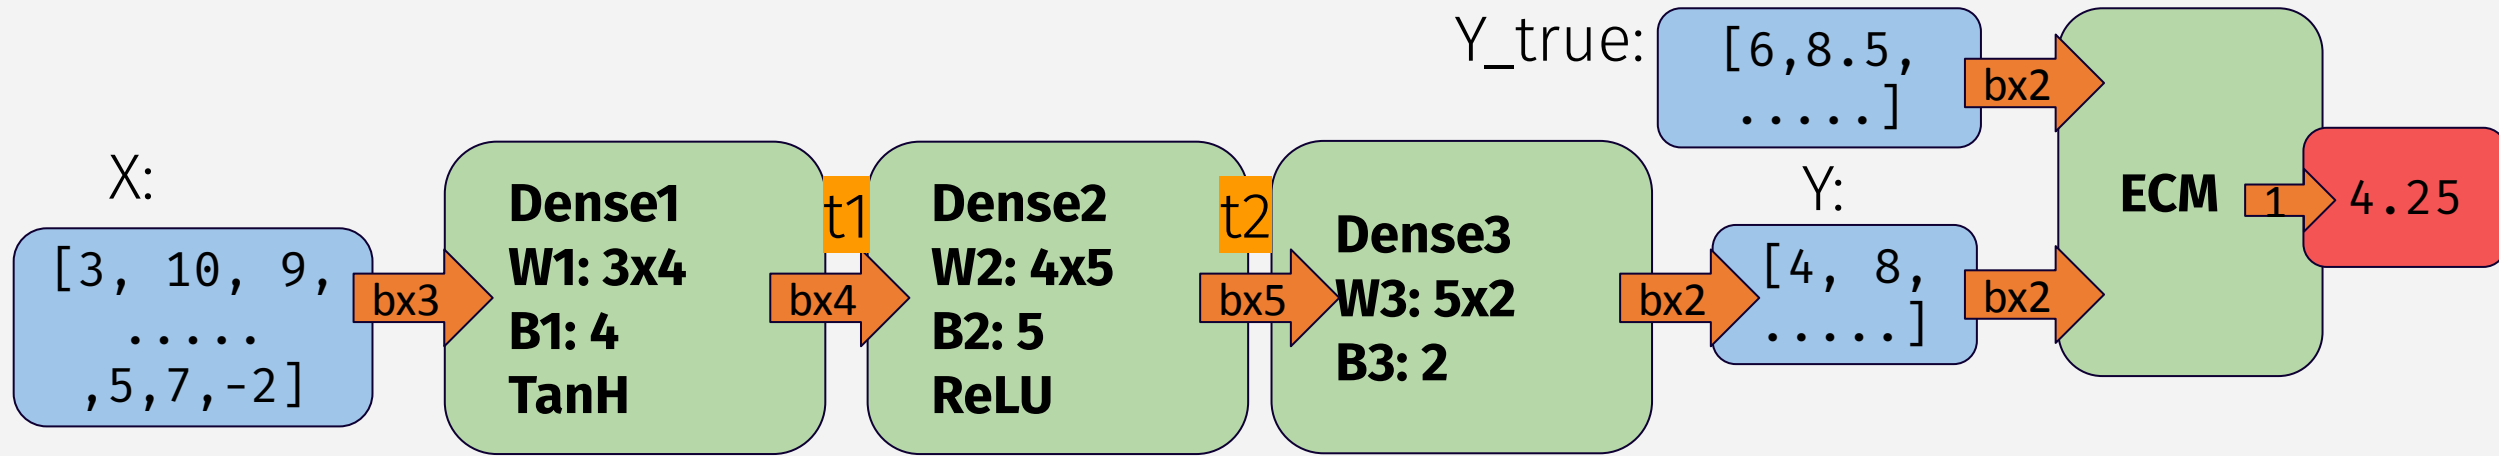 X:
[3, 10, 9,
....
,5,7,-2]
bx3
Dense1
W1: 3x4
B1: 4
TanH
t1
bx4
Dense2
W2: 4x5
B2: 5
ReLU
t2
bx5
Dense3
W3: 5x2
B3: 2
bx2
Y_true:
[6,8.5,
.....]
bx2
Y:
[4, 8,
.....]
bx2
ECM
1
4.25